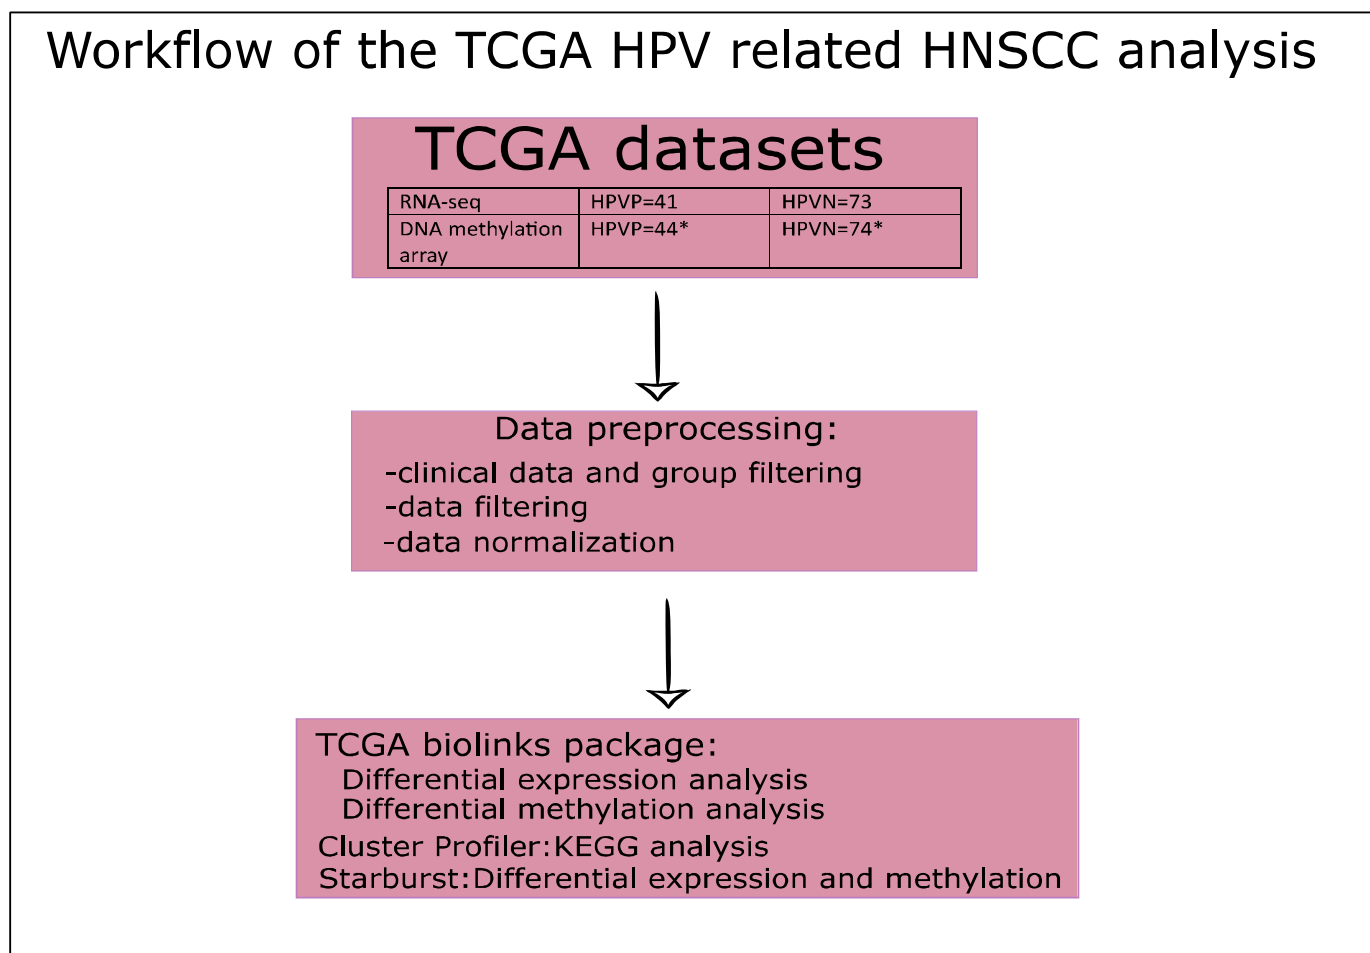 Workflow of the TCGA HPV related HNSCC analysis
TCGA datasets
RNA-seq HPVP=41 HPVN=73
DNA methylation HPVP=44* HPVN=74*
array
Data preprocessing:
-clinical data and group filtering
-data filtering
-data normalization
TCGA biolinks package:
Differential expression analysis
Differential methylation analysis
Cluster Profiler:KEGG analysis
Starburst:Differential expression and methylation